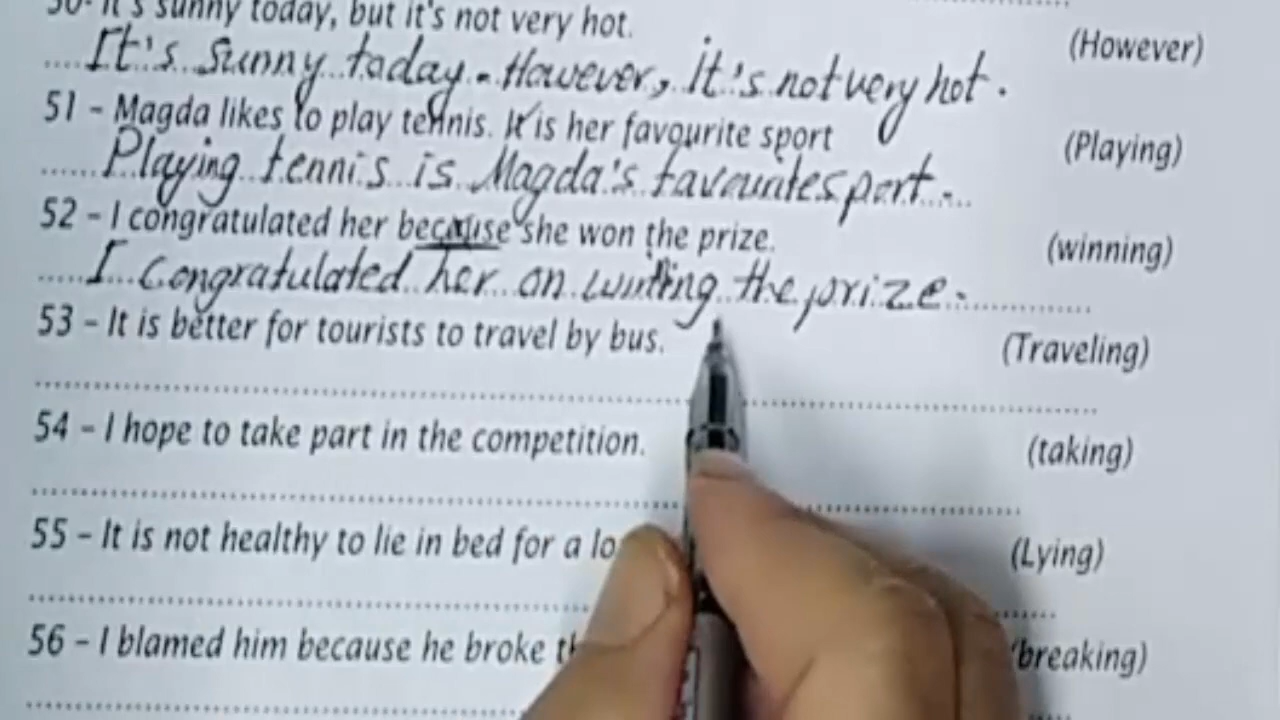 50- It's sunny today, but it's not very hot. (However)
It's sunny today. However, it's not very hot.
51 – Magda likes to play tennis. It is her favourite sport (Playing)
Playing tennis is Magda's favourite sport.
52 – I congratulated her because she won the prize. (winning)
I congratulated her on winning the prize.
53 – It is better for tourists to travel by bus. (Traveling)
54 – I hope to take part in the competition. (taking)
55 – It is not healthy to lie in bed for a (Lying)
56 – I blamed him because he broke (breaking)